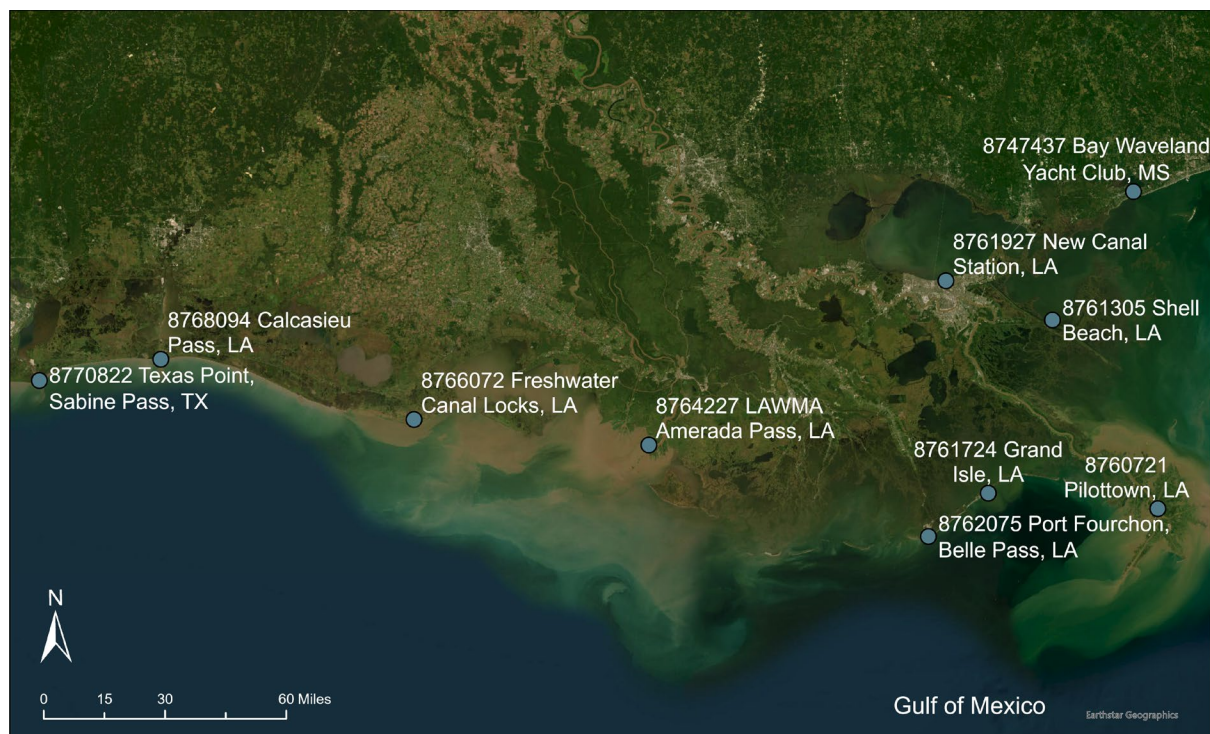 8747437 Bay Waveland
Yacht Club, MS
8761927 New Canal
Station, LA
8761305 Shell
Beach, LA
8768094 Calcasieu
Pass, LA
8770822 Texas Point,
Sabine Pass, TX
8766072 Freshwater
Canal Locks, LA
8764227 LAWMA
Amerada Pass, LA
8761724 Grand
Isle, LA
8760721
Pilottown, LA
8762075 Port Fourchon,
Belle Pass, LA
N
0 15 30 60 Miles
Gulf of Mexico
Earthstar Geographics